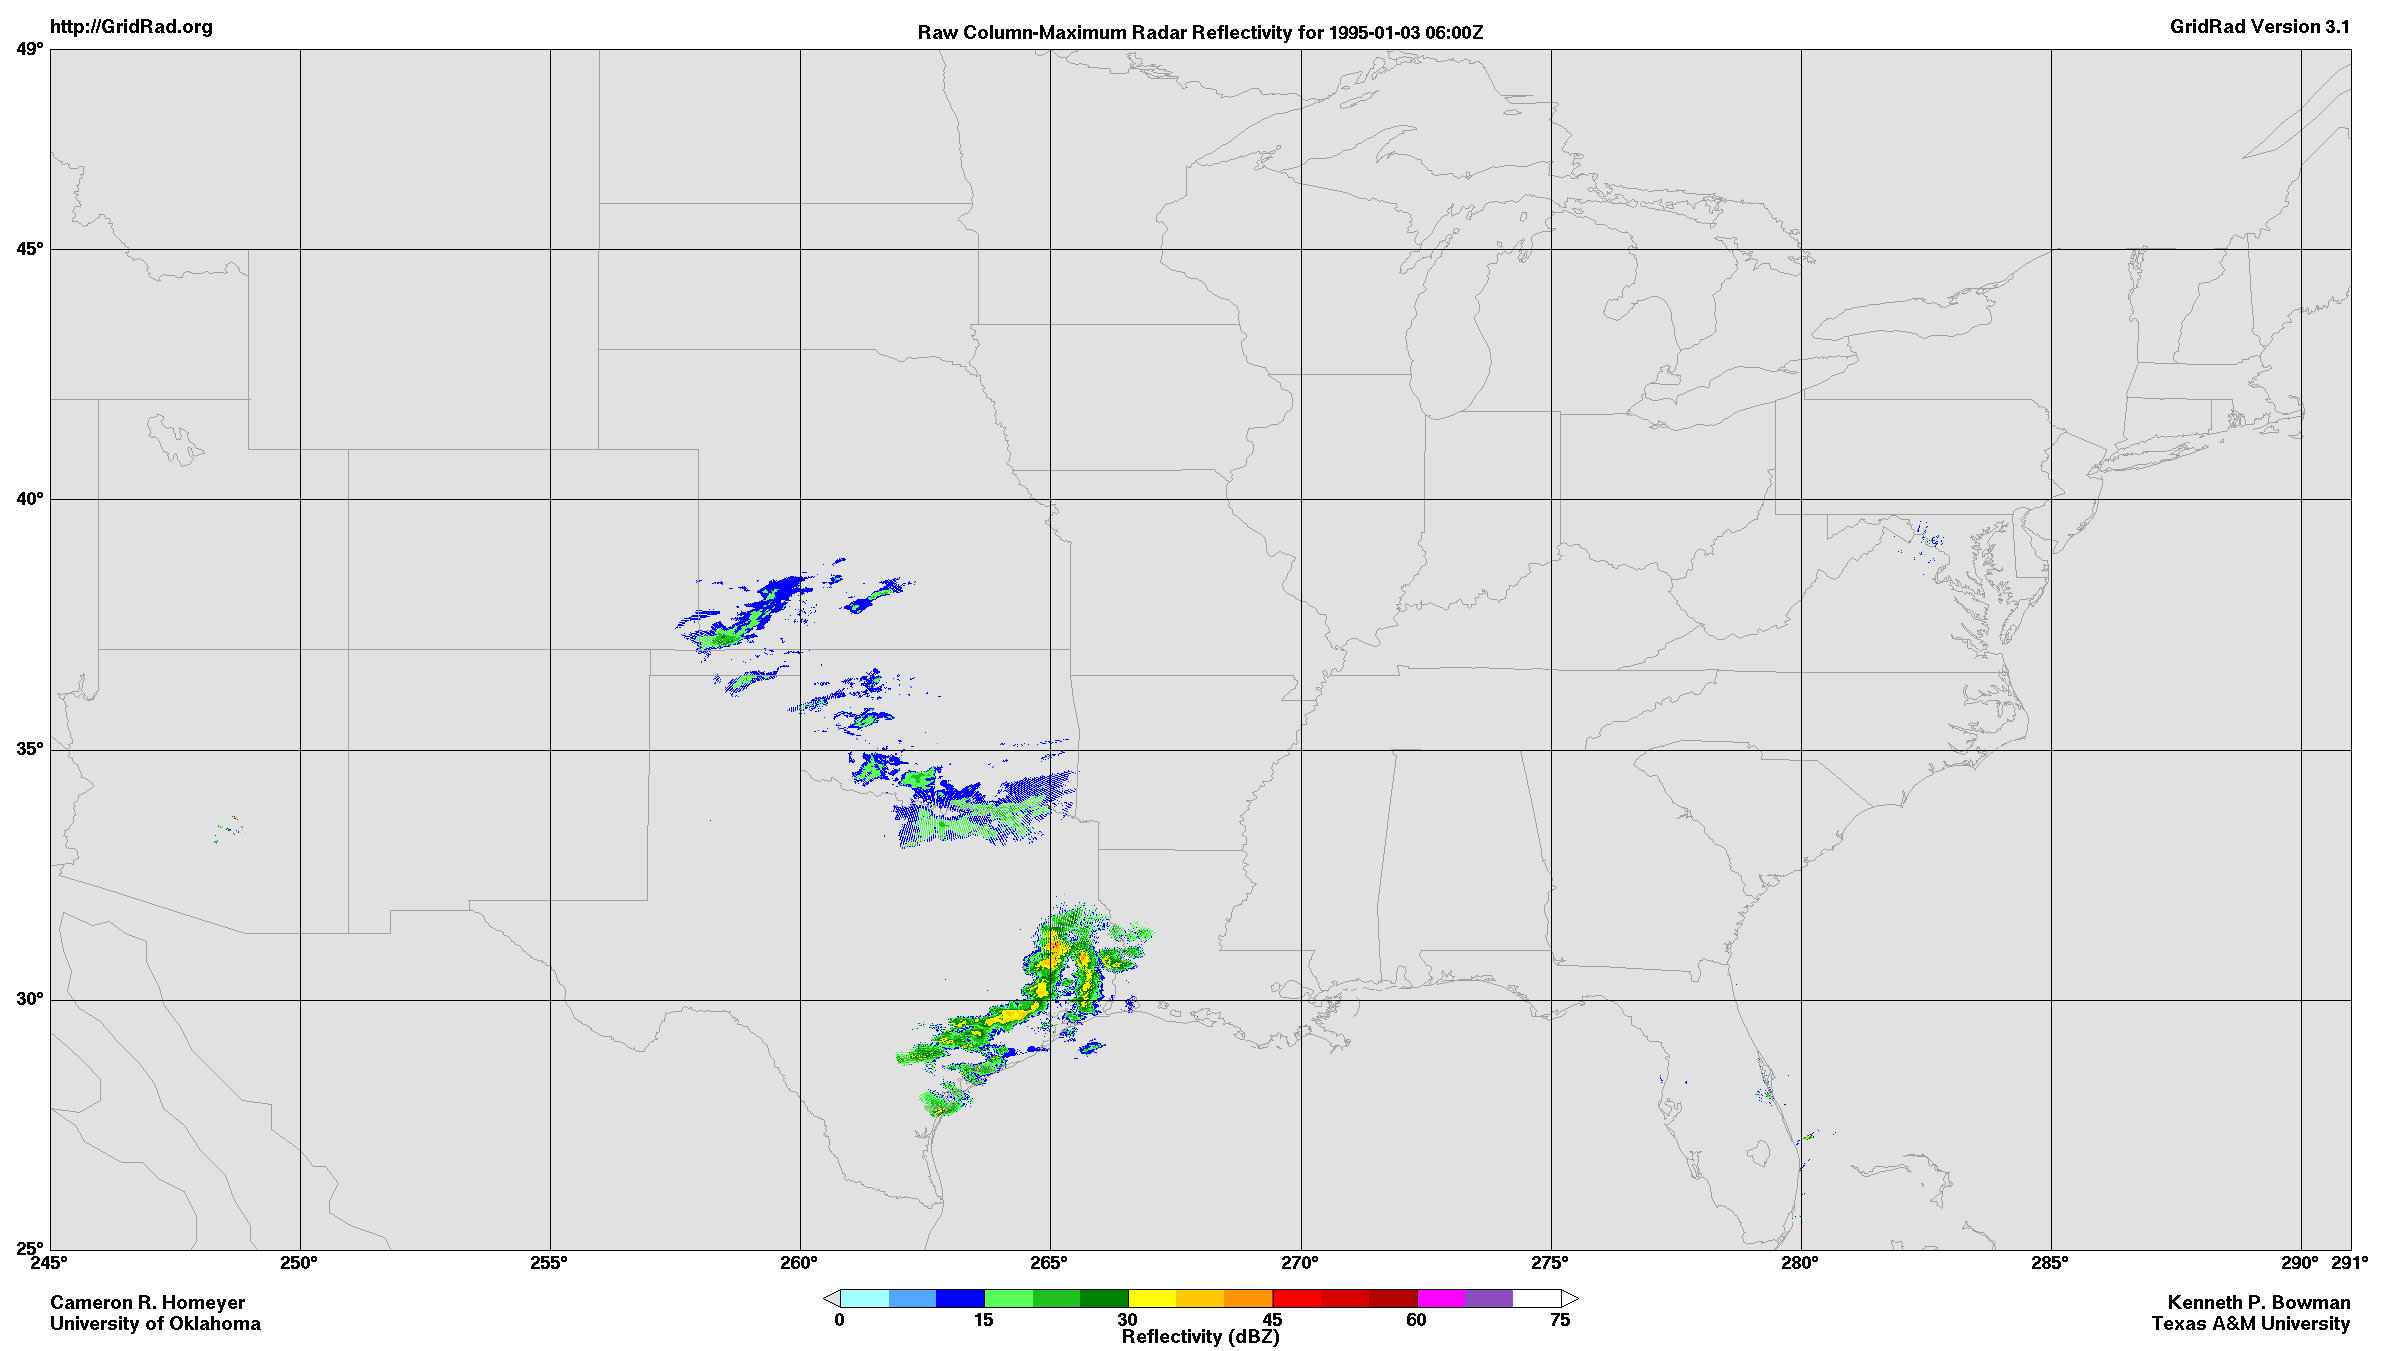 http://GridRad.org
Raw Column-Maximum Radar Reflectivity for 1995-01-03 06:00Z
GridRad Version 3.1
49°
45°
40°
35°
30°
25°
245° 250° 255° 260° 265° 270° 275° 280° 285° 290° 291°
0 15 30 45 60 75
Reflectivity (dBZ)
Cameron R. Homeyer
University of Oklahoma
Kenneth P. Bowman
Texas A&M University